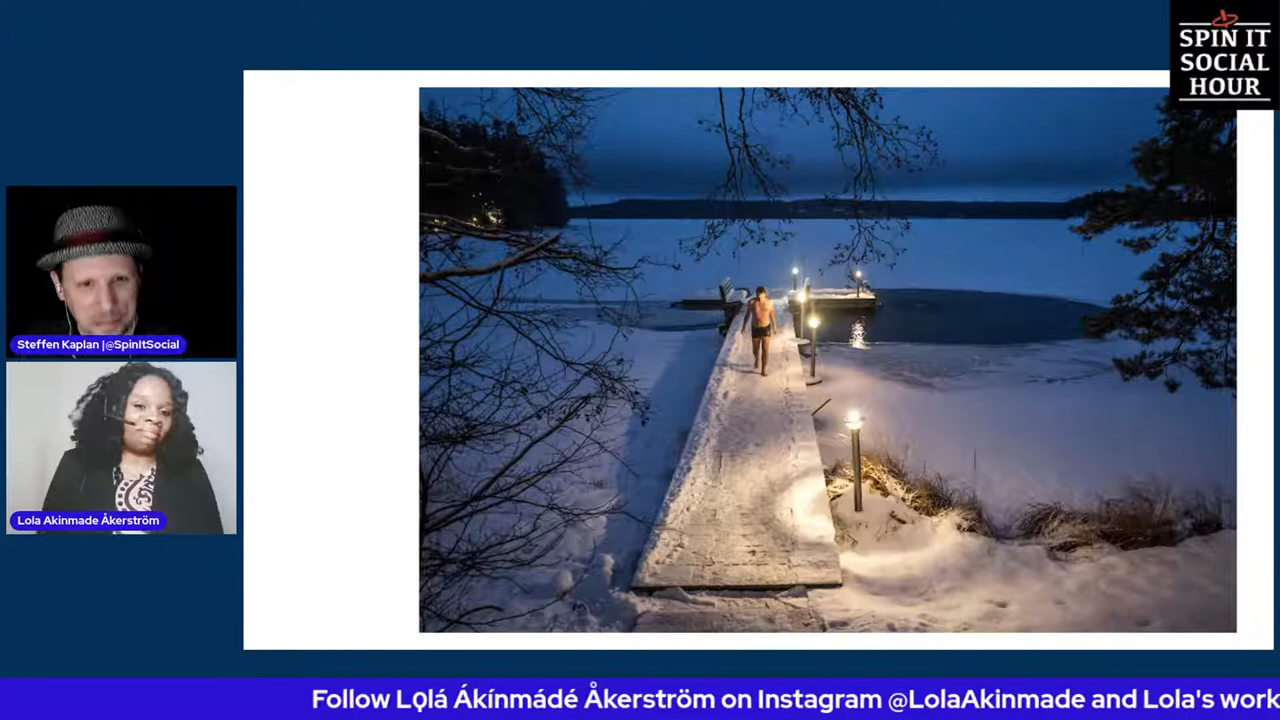 SPIN IT
SOCIAL
HOUR
Steffen Kaplan |@SpinItSocial
Lola Akinmade Åkerström
Follow Lọlá Ákínmádé Åkerström on Instagram @LolaAkinmade and Lola's work